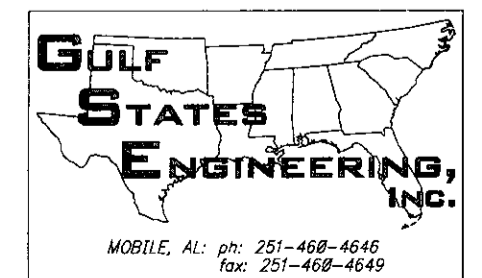 GULF
STATES
ENGINEERING,
INC.
MOBILE, AL: ph: 251-460-4646
fax: 251-460-4649